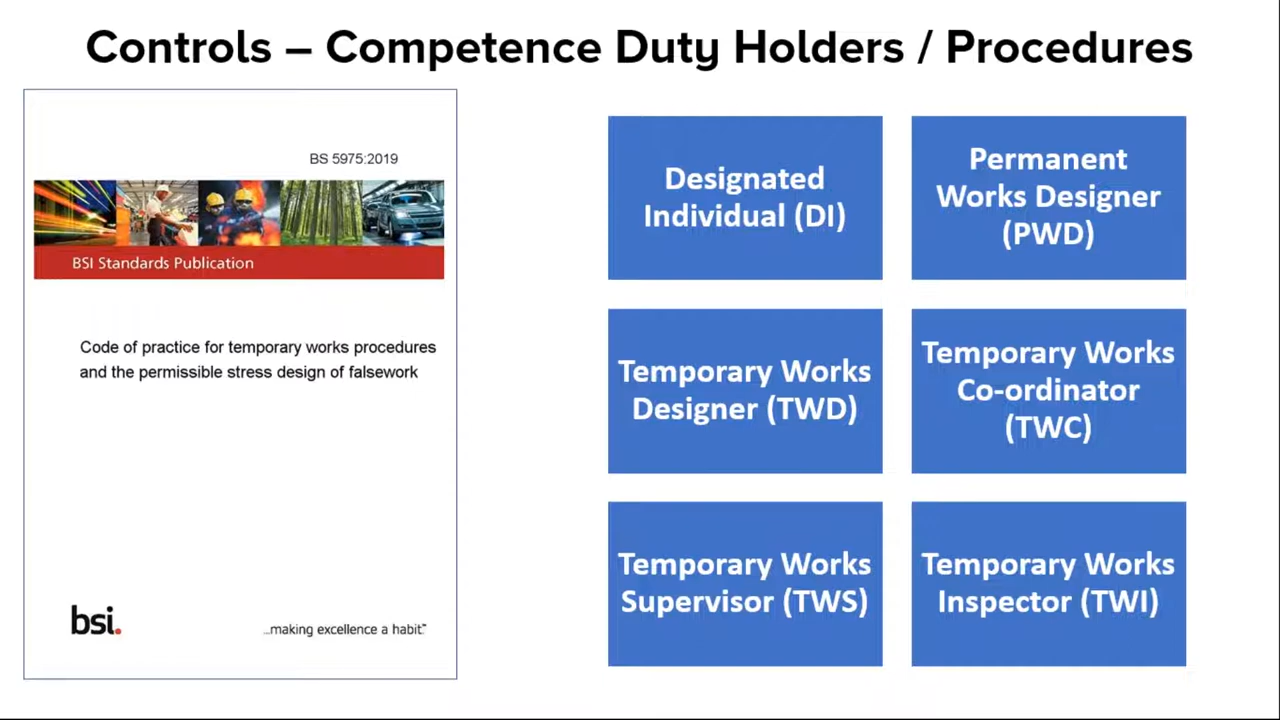 Controls – Competence Duty Holders / Procedures
BS 5975:2019
BSI Standards Publication
Code of practice for temporary works procedures
and the permissible stress design of falsework
bsi.
...making excellence a habit.™
Designated
Individual (DI)
Permanent
Works Designer
(PWD)
Temporary Works
Designer (TWD)
Temporary Works
Co-ordinator
(TWC)
Temporary Works
Supervisor (TWS)
Temporary Works
Inspector (TWI)